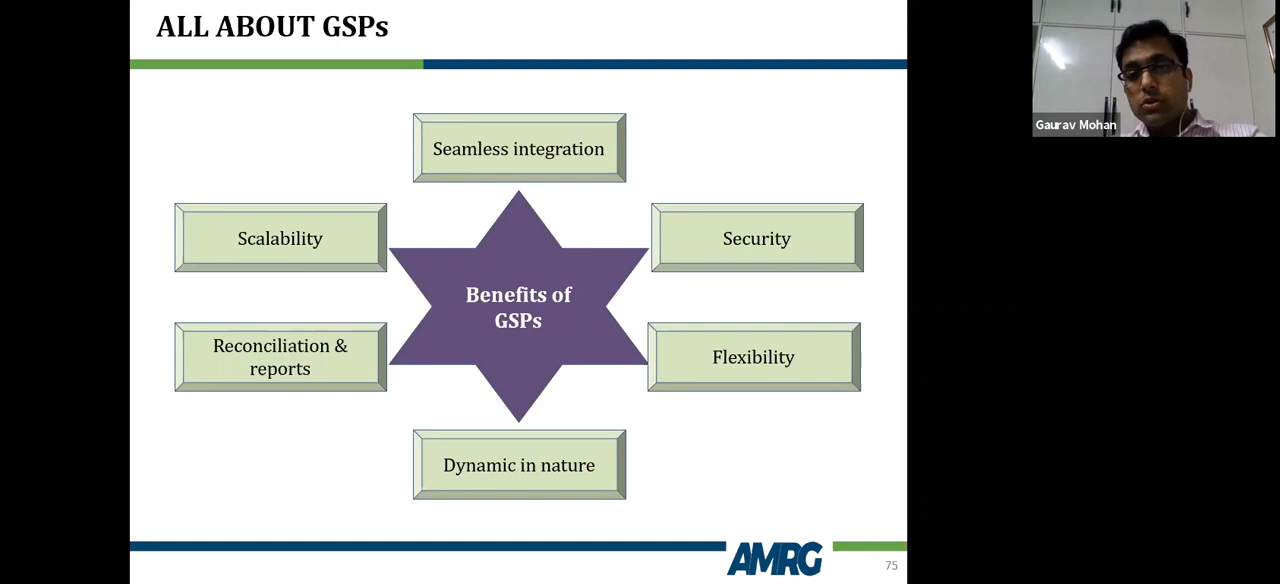 ALL ABOUT GSPs
Gaurav Mohan
Seamless integration
Scalability
Security
Benefits of
GSPs
Reconciliation &
reports
Flexibility
Dynamic in nature
AMRG
75